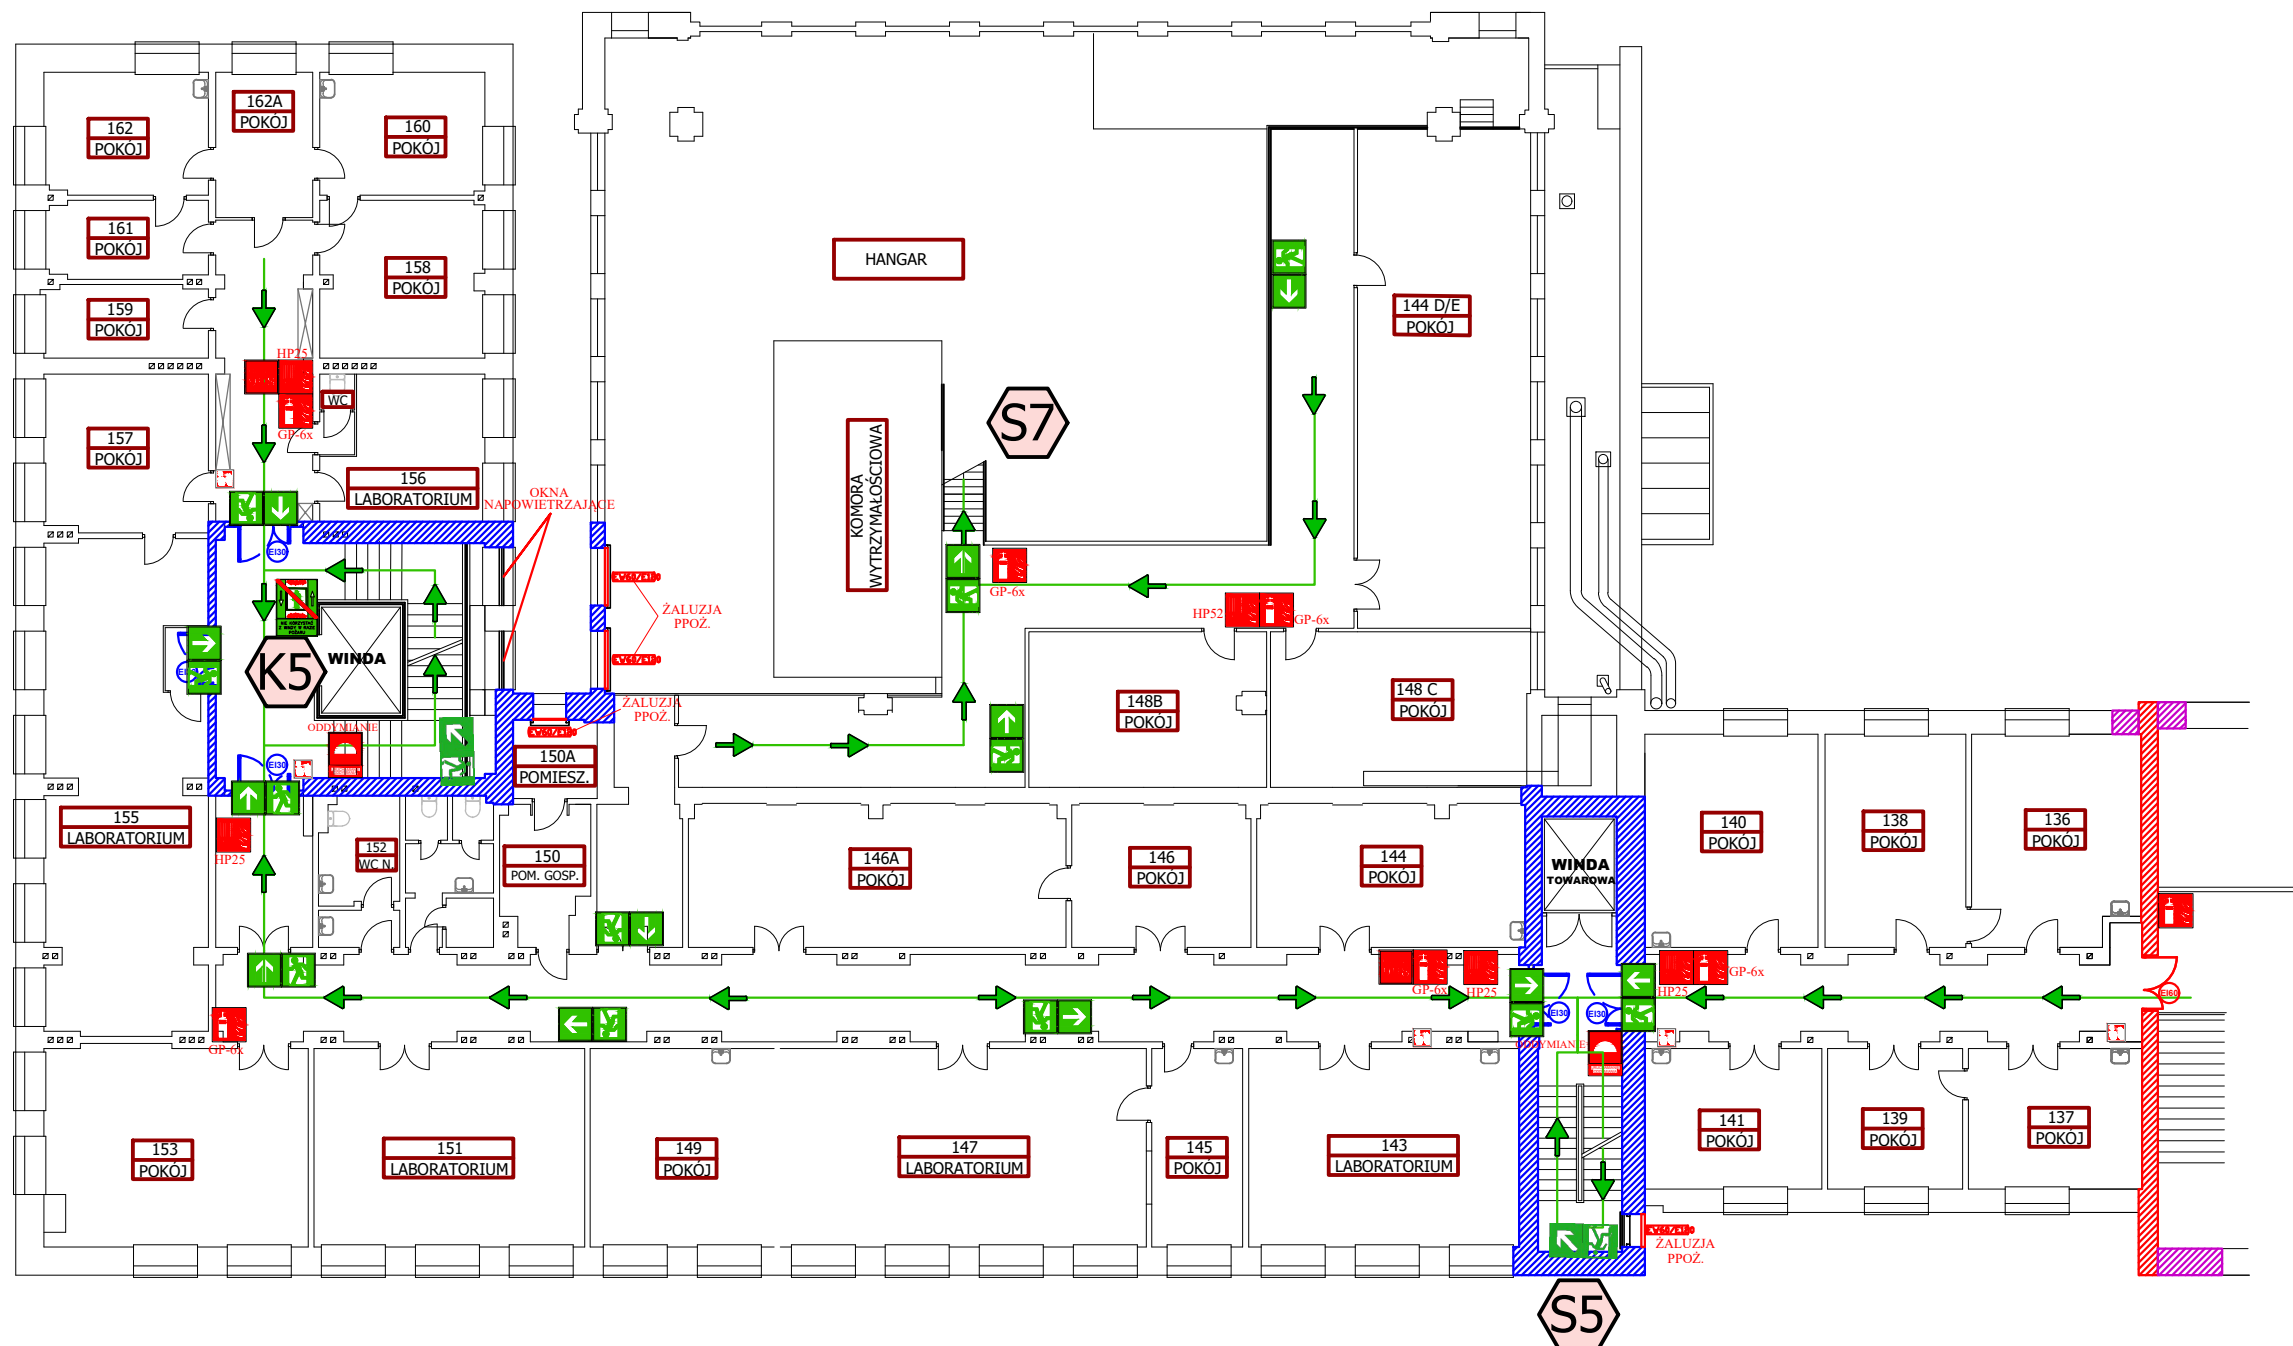 162
POKÓJ
162A
POKÓJ
160
POKÓJ
161
POKÓJ
158
POKÓJ
159
POKÓJ
HP25
WC
GP-6x
157
POKÓJ
156
LABORATORIUM
OKNA
NAPOWIETRZAJĄCE
HANGAR
144 D/E
POKÓJ
S7
KOMORA
WYTRZYMAŁOŚCIOWA
EI30
GP-6x
HP52
GP-6x
ŻALUZJA
PPOŻ.
K5
WINDA
ODDYMIANIE
EI30
ŻALUZJA
PPOŻ.
150A
POMIESZ.
148B
POKÓJ
148 C
POKÓJ
155
LABORATORIUM
HP25
152
WC N.
150
POM. GOSP.
146A
POKÓJ
146
POKÓJ
144
POKÓJ
WINDA
TOWAROWA
140
POKÓJ
138
POKÓJ
136
POKÓJ
GP-6x
HP25
HP25
GP-6x
EI60
EI30
EI30
GP-6x
ODDYMIANIE
153
POKÓJ
151
LABORATORIUM
149
POKÓJ
147
LABORATORIUM
145
POKÓJ
143
LABORATORIUM
141
POKÓJ
139
POKÓJ
137
POKÓJ
ŻALUZJA
PPOŻ.
S5